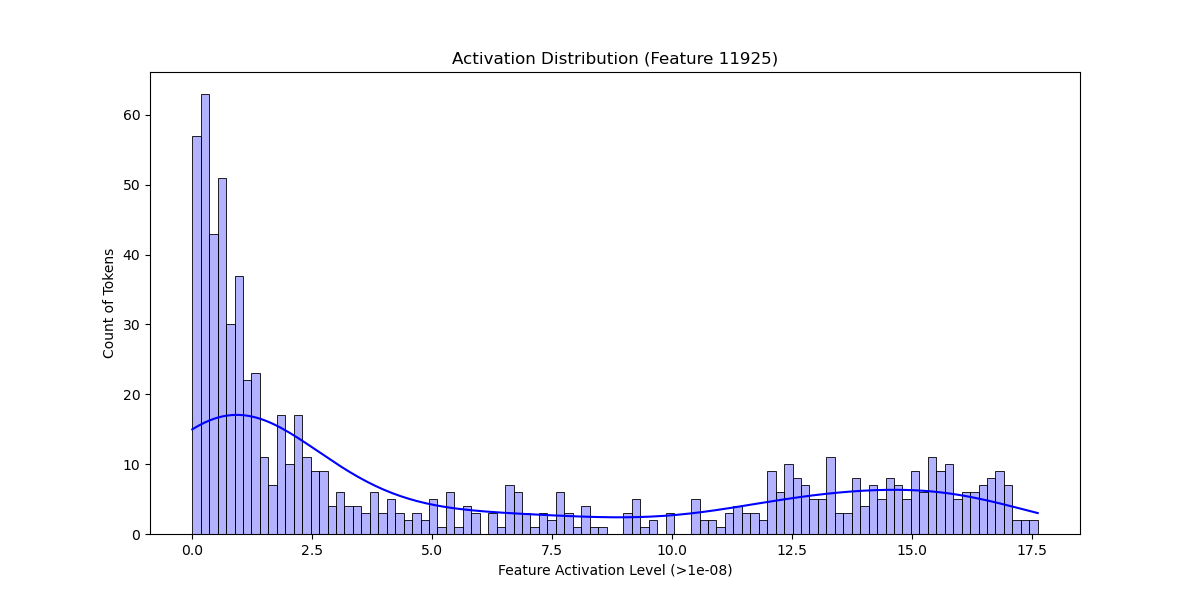 Activation Distribution (Feature 11925)
Count of Tokens
60
50
40
30
20
10
0
0.0 2.5 5.0 7.5 10.0 12.5 15.0 17.5
Feature Activation Level (>1e-08)